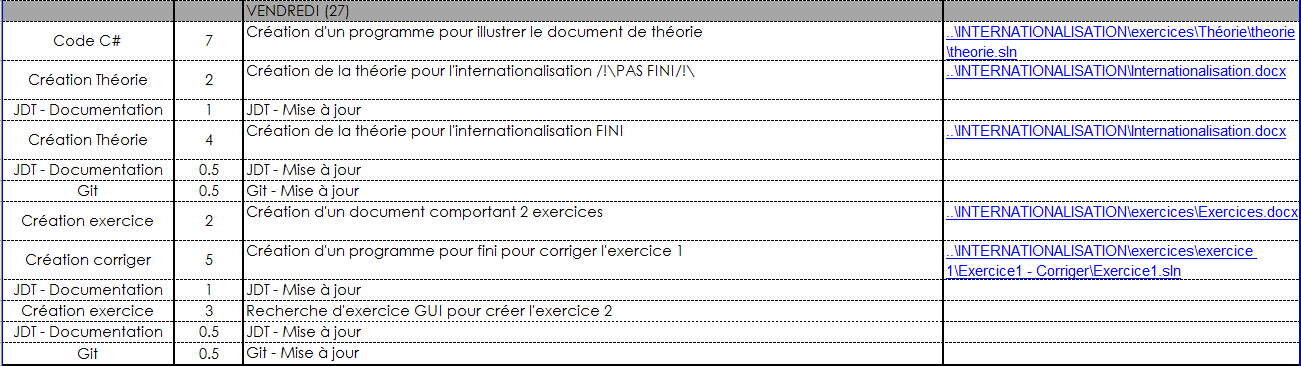 VENDREDI (27)
Code C# 7 Création d'un programme pour illustrer le document de théorie ..\INTERNATIONALISATION\exercices\Théorie\theorie
\theorie.sln
Création Théorie 2 Création de la théorie pour l'internationalisation /!\PAS FINI/!\ ..\INTERNATIONALISATION\Internationalisation.docx
JDT - Documentation 1 JDT - Mise à jour
Création Théorie 4 Création de la théorie pour l'internationalisation FINI ..\INTERNATIONALISATION\Internationalisation.docx
JDT - Documentation 0.5 JDT - Mise à jour
Git 0.5 Git - Mise à jour
Création exercice 2 Création d'un document comportant 2 exercices ..\INTERNATIONALISATION\exercices\Exercices.docx
Création corriger 5 Création d'un programme pour fini pour corriger l'exercice 1 ..\INTERNATIONALISATION\exercices\exercice
1\Exercice1 - Corriger\Exercice1.sln
JDT - Documentation 1 JDT - Mise à jour
Création exercice 3 Recherche d'exercice GUI pour créer l'exercice 2
JDT - Documentation 0.5 JDT - Mise à jour
Git 0.5 Git - Mise à jour